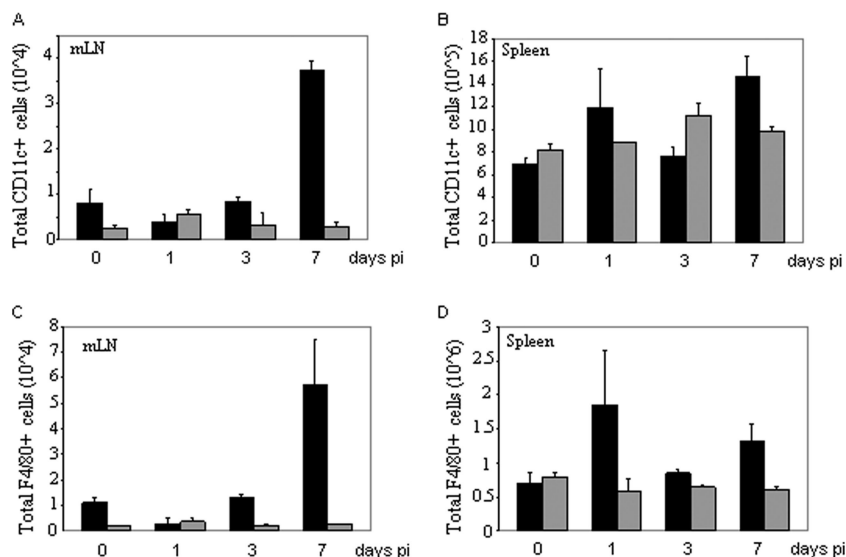 A
mLN
Total CD11c+ cells (10^4)
4
3
2
1
0
0 1 3 7 days pi
B
Spleen
Total CD11c+ cells (10^5)
18
16
14
12
10
8
6
4
2
0
0 1 3 7 days pi
C
mLN
Total F4/80+ cells (10^4)
8
7
6
5
4
3
2
1
0
0 1 3 7 days pi
D
Spleen
Total F4/80+ cells (10^6)
3
2.5
2
1.5
1
0.5
0
0 1 3 7 days pi